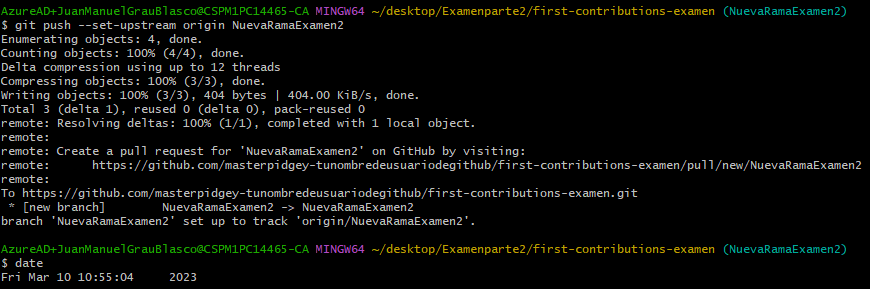 AzureAD+JuanManuelGrauBlasco@CSPM1PC14465-CA MINGW64 ~/desktop/Examenparte2/first-contributions-examen (NuevaRamaExamen2)
$ git push --set-upstream origin NuevaRamaExamen2
Enumerating objects: 4, done.
Counting objects: 100% (4/4), done.
Delta compression using up to 12 threads
Compressing objects: 100% (3/3), done.
Writing objects: 100% (3/3), 404 bytes | 404.00 KiB/s, done.
Total 3 (delta 1), reused 0 (delta 0), pack-reused 0
remote: Resolving deltas: 100% (1/1), completed with 1 local object.
remote:
remote: Create a pull request for 'NuevaRamaExamen2' on GitHub by visiting:
remote:      https://github.com/masterpidgey-tunombredeusuariodegithub/first-contributions-examen/pull/new/NuevaRamaExamen2
remote:
To https://github.com/masterpidgey-tunombredeusuariodegithub/first-contributions-examen.git
 * [new branch]      NuevaRamaExamen2 -> NuevaRamaExamen2
branch 'NuevaRamaExamen2' set up to track 'origin/NuevaRamaExamen2'.
AzureAD+JuanManuelGrauBlasco@CSPM1PC14465-CA MINGW64 ~/desktop/Examenparte2/first-contributions-examen (NuevaRamaExamen2)
$ date
Fri Mar 10 10:55:04     2023